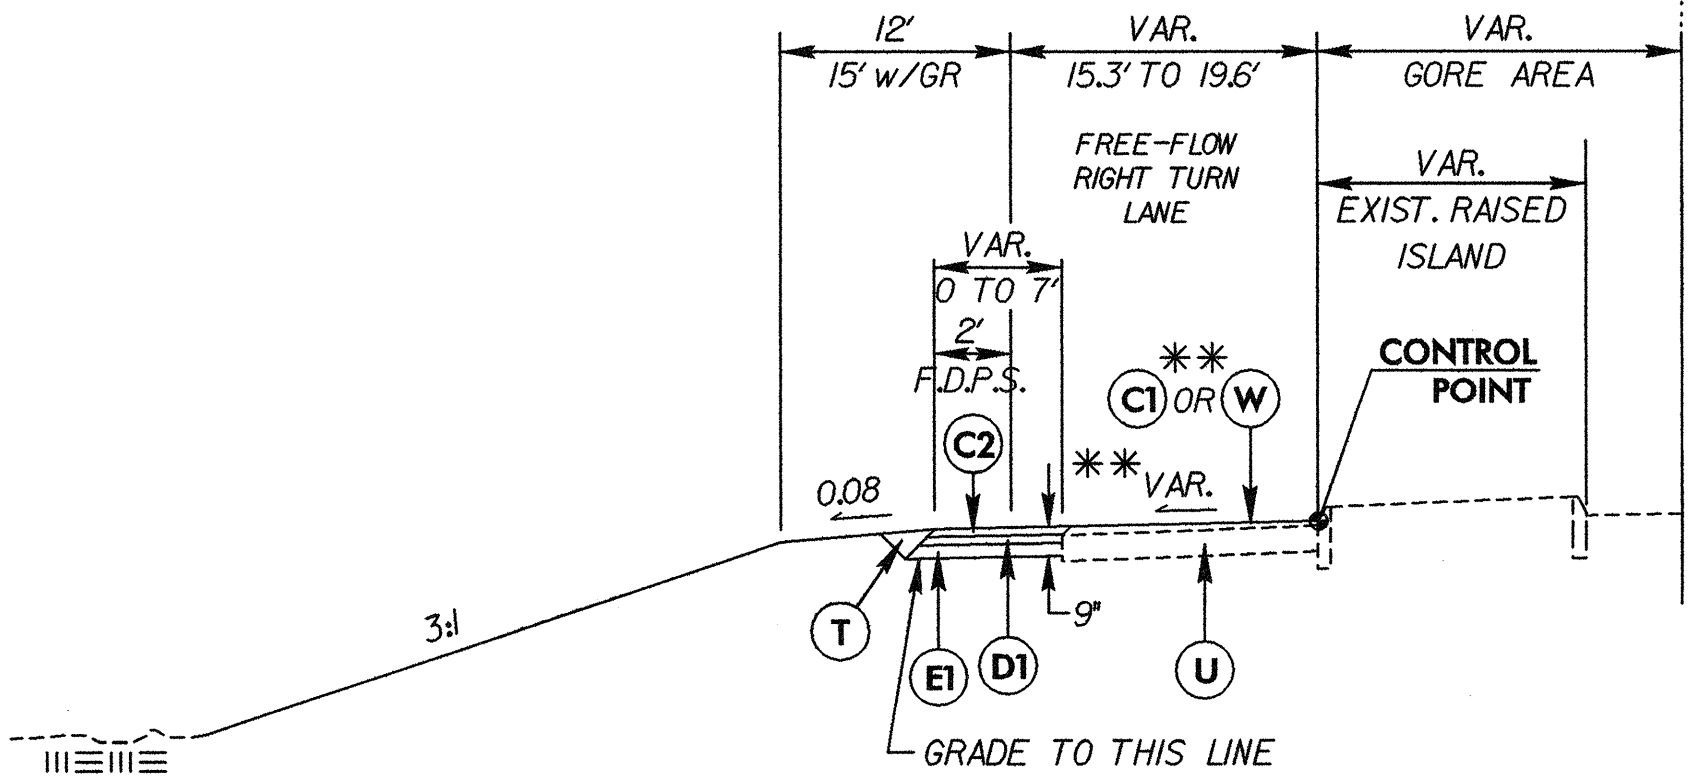 12' VAR. VAR.
15' W/GR 15.3' TO 19.6' GORE AREA
FREE-FLOW
RIGHT TURN
LANE
VAR.
EXIST. RAISED
ISLAND
VAR.
0 TO 7'
2'
F.D.P.S.
**
C1 OR W
CONTROL
POINT
C2
**
VAR.
0.08
3:1
T
E1
D1
9"
U
GRADE TO THIS LINE